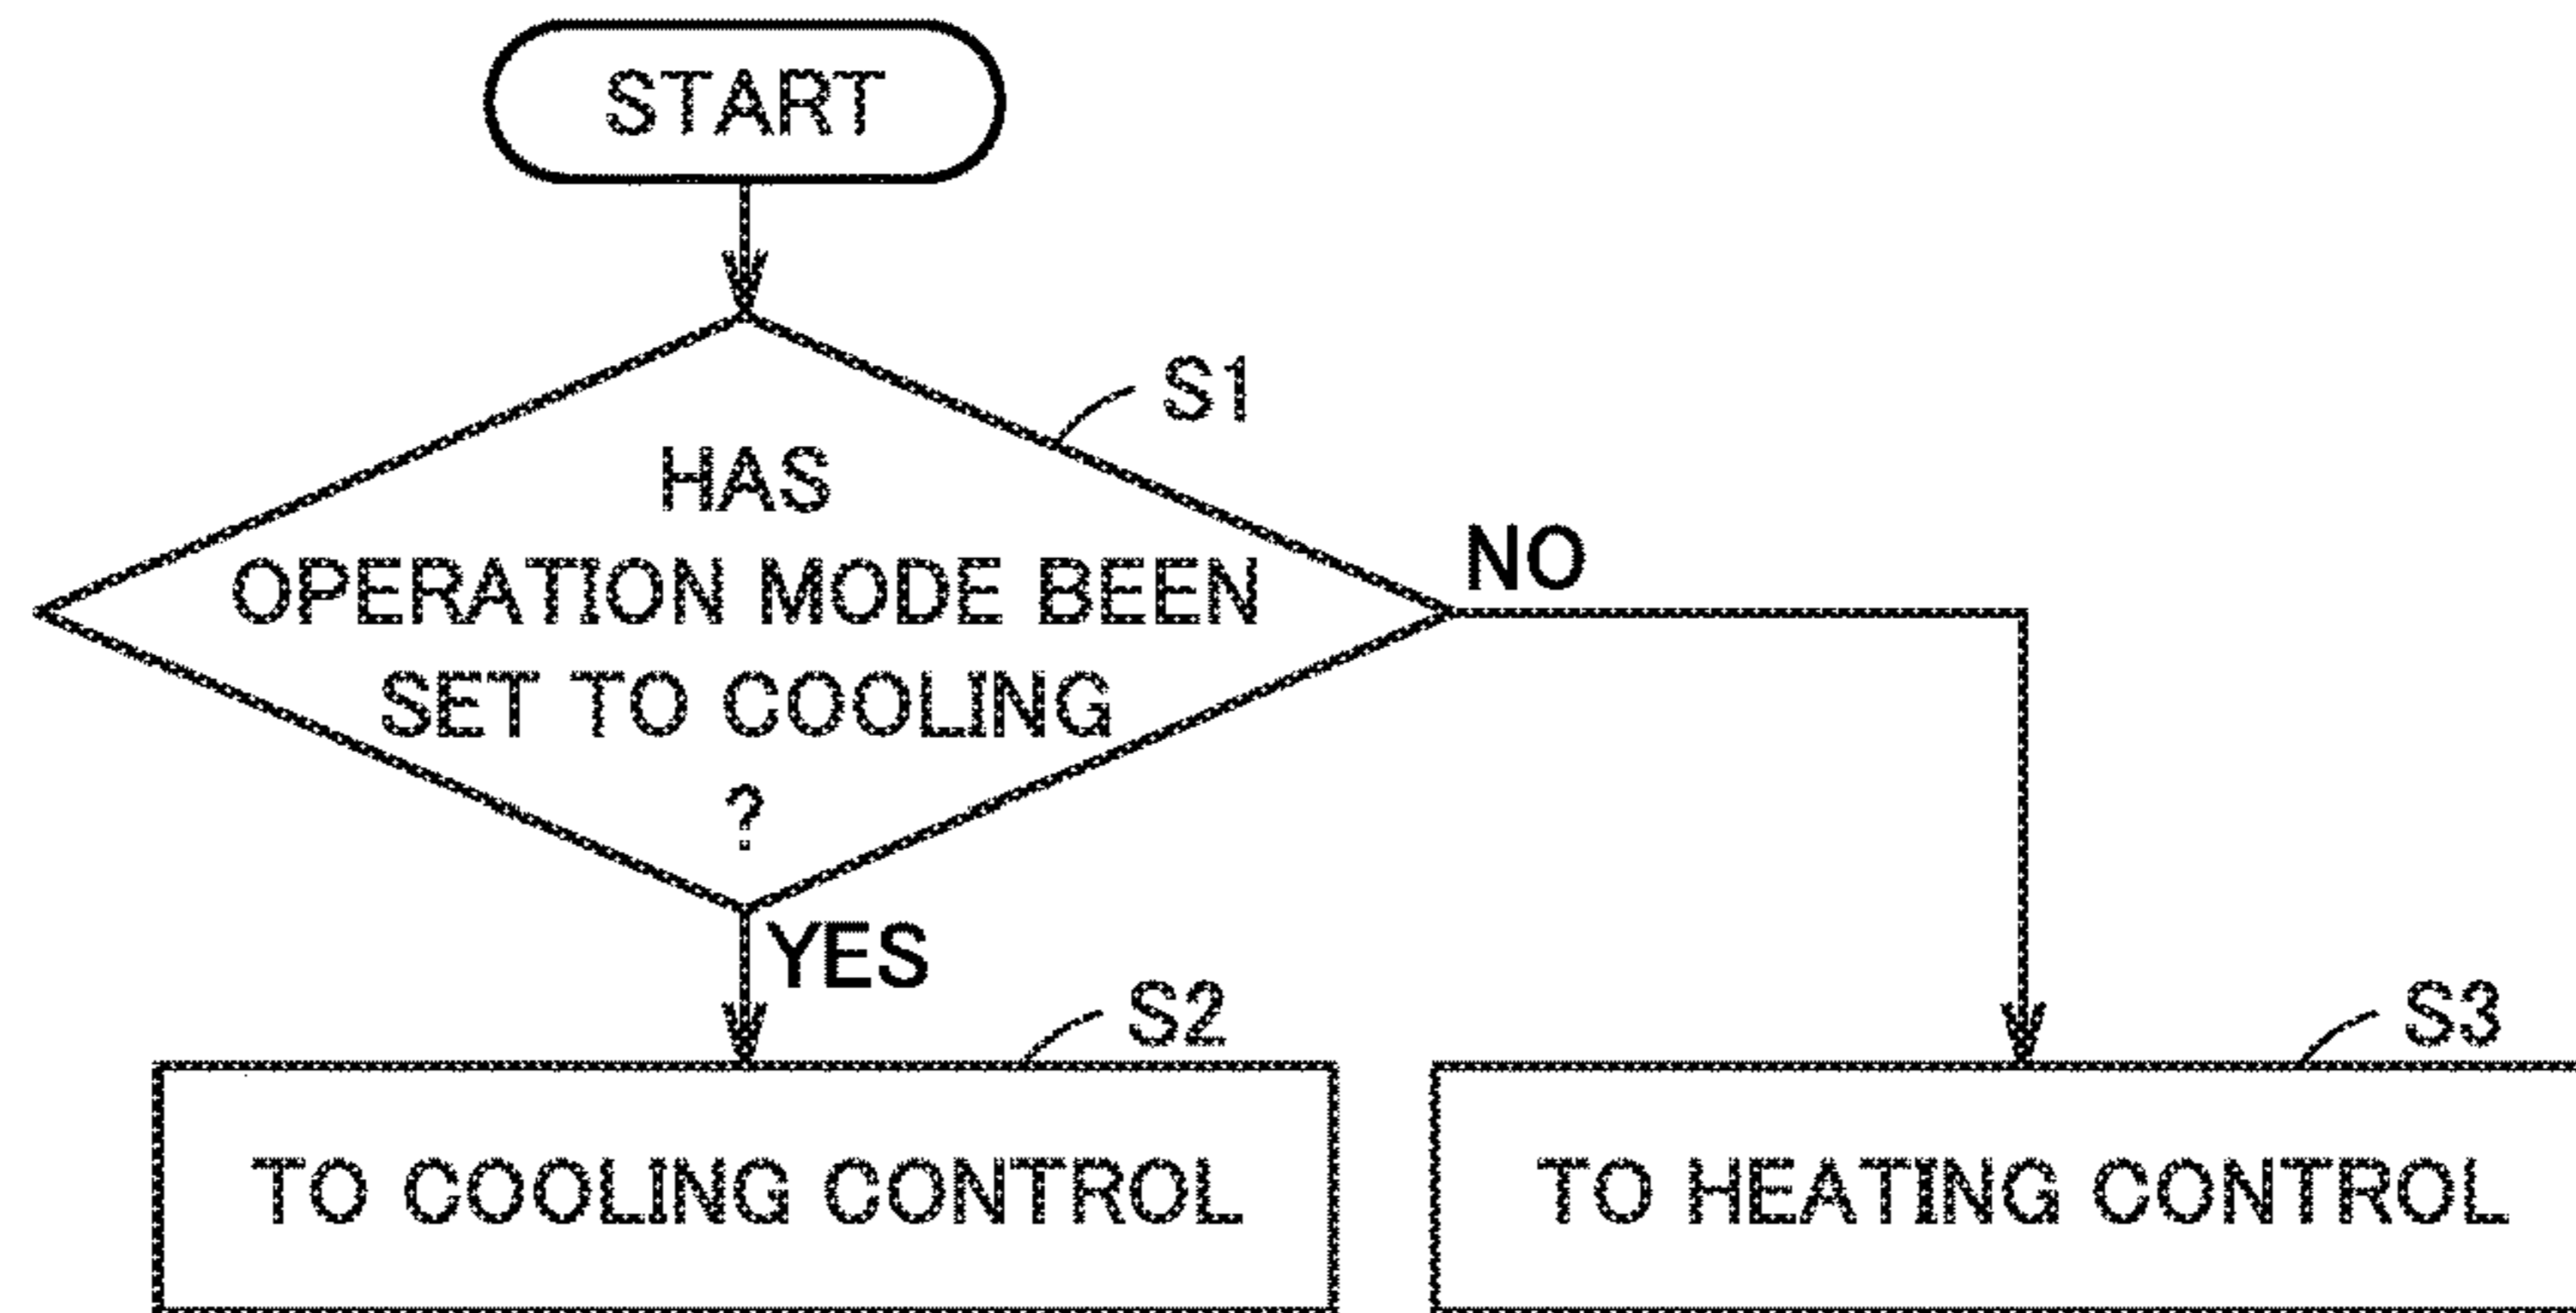 START
S1
HAS
OPERATION MODE BEEN
SET TO COOLING
?
NO
YES
S2
TO COOLING CONTROL
S3
TO HEATING CONTROL